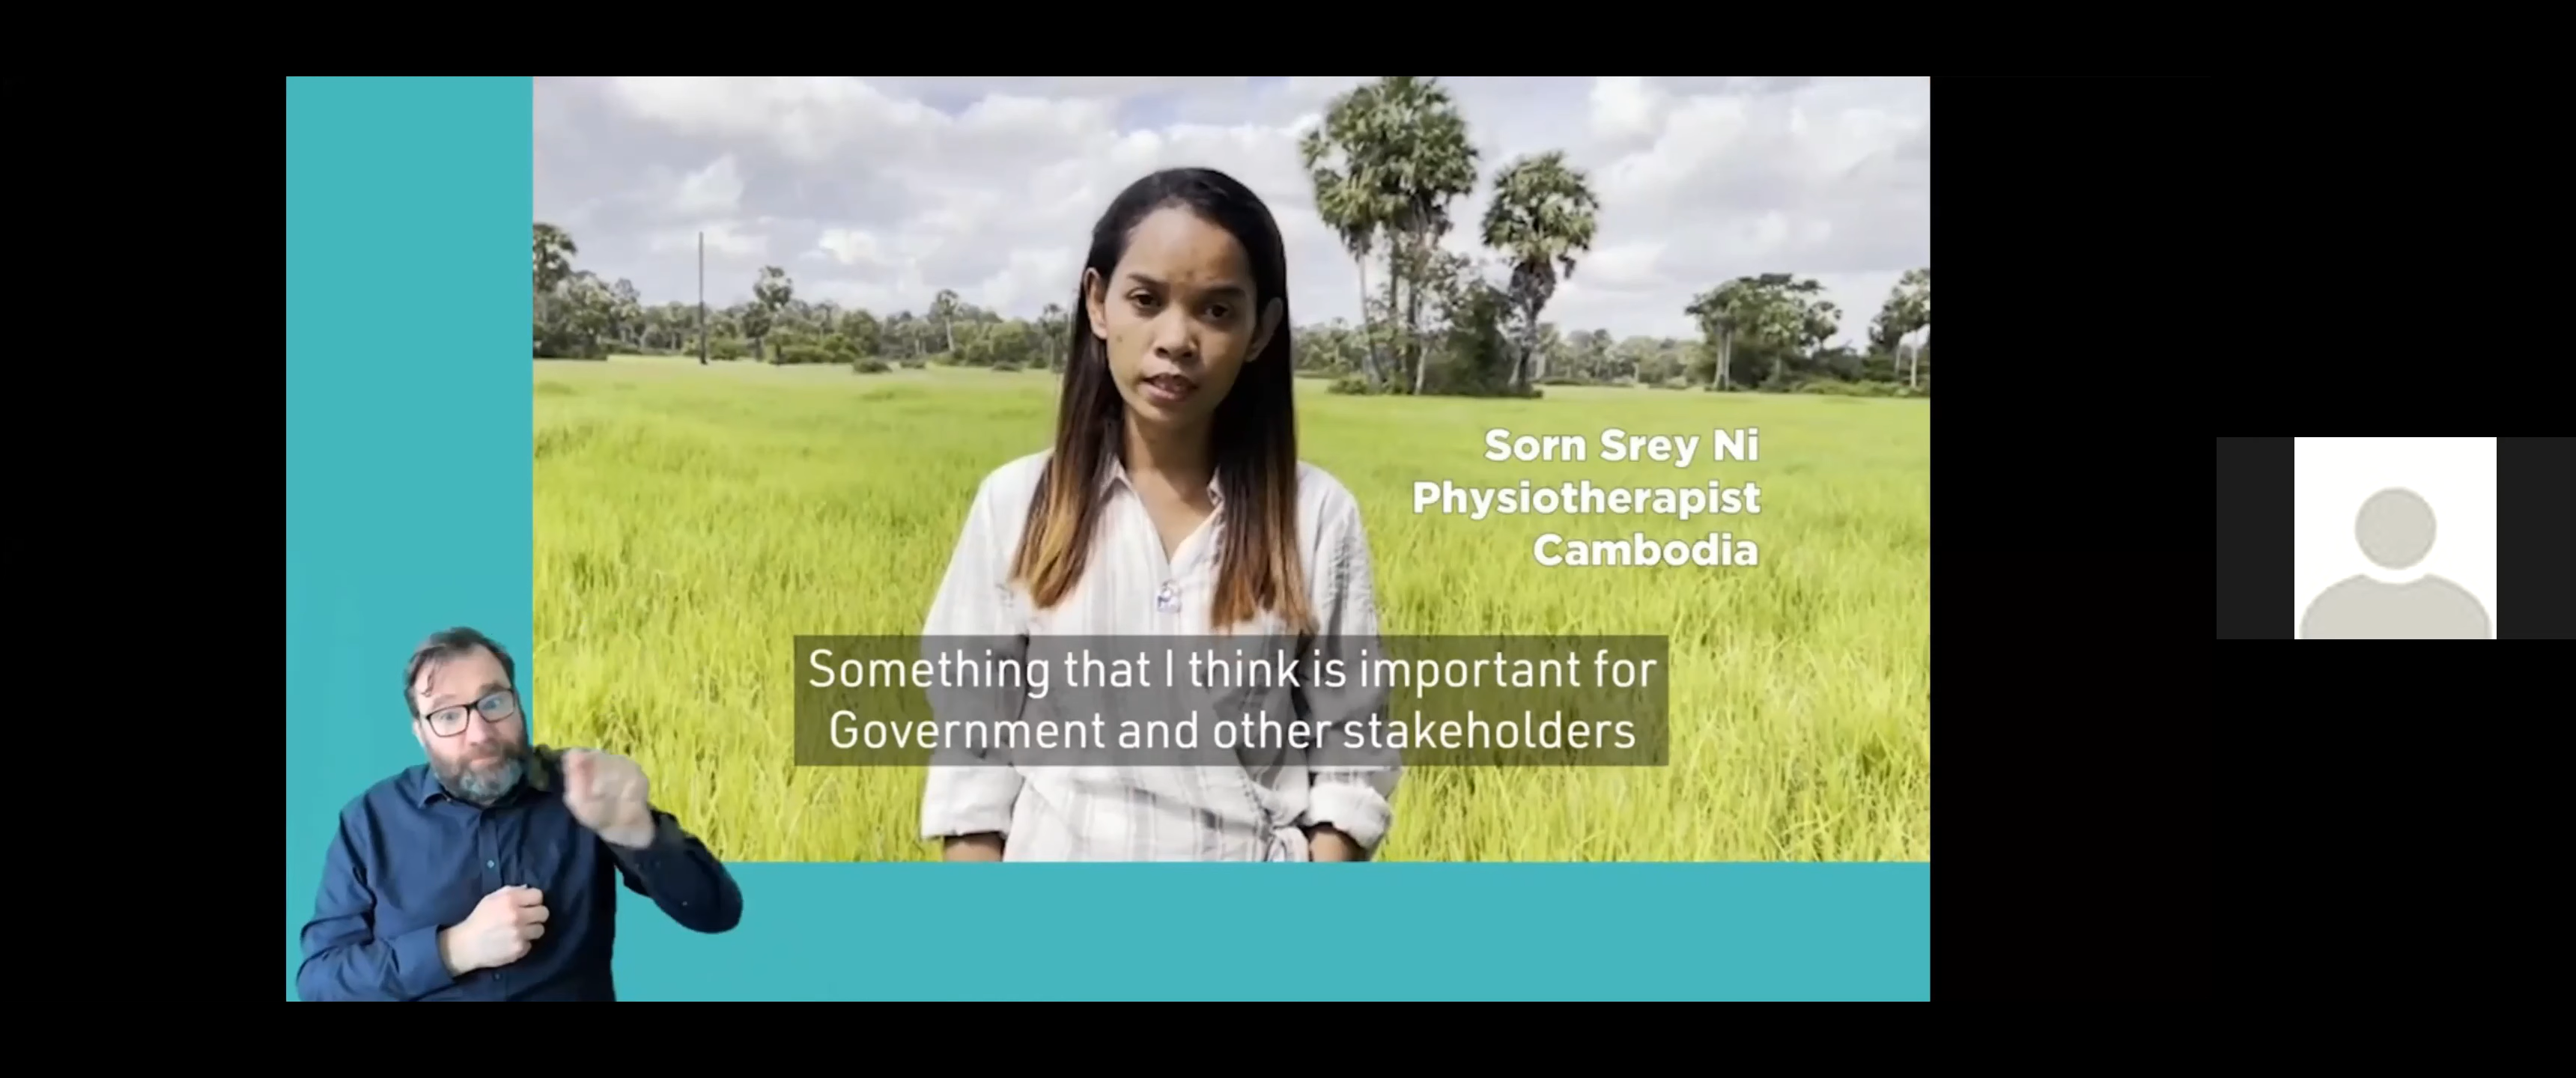 Sorn Srey Ni
Physiotherapist
Cambodia
Something that I think is important for
Government and other stakeholders